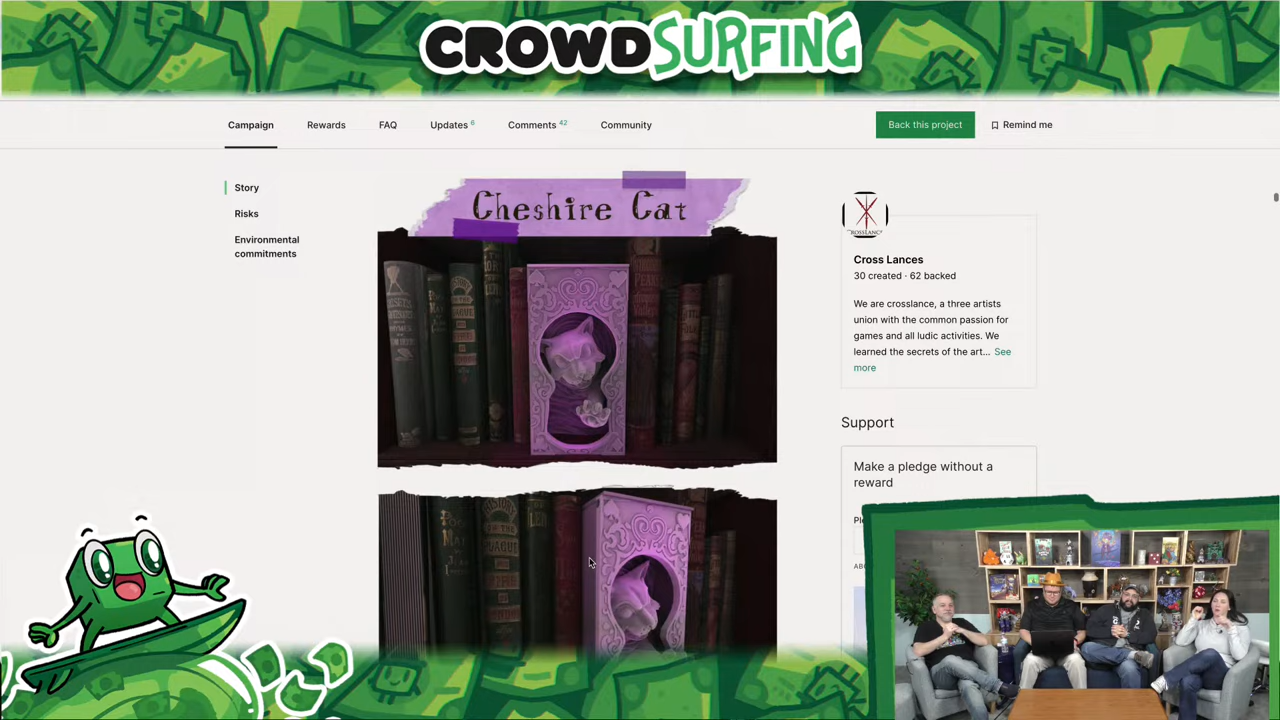 CROWDSURFING
Campaign
Rewards
FAQ
Updates 6
Comments 42
Community
Back this project
Remind me
Story
Risks
Environmental
commitments
Cheshire Cat
CROSSLANCE
Cross Lances
30 created · 62 backed
We are crosslance, a three artists
union with the common passion for
games and all ludic activities. We
learned the secrets of the art... See
more
Support
Make a pledge without a
reward